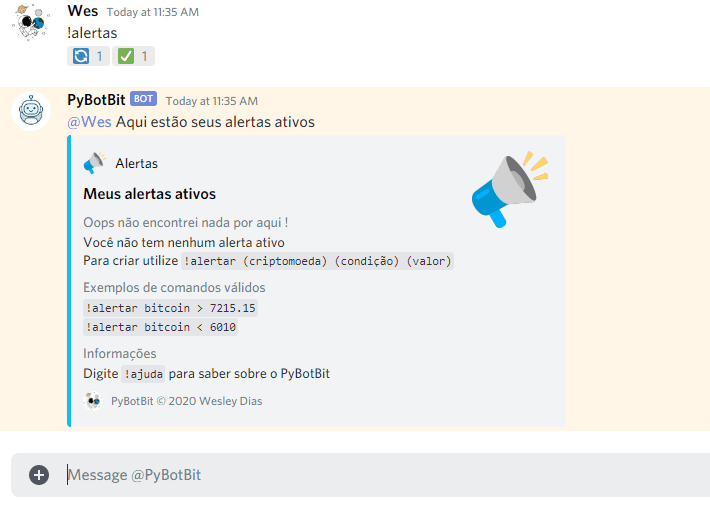 Wes Today at 11:35 AM
!alertas
1 1
PyBotBit BOT Today at 11:35 AM
@Wes Aqui estão seus alertas ativos
Alertas
Meus alertas ativos
Oops não encontrei nada por aqui !
Você não tem nenhum alerta ativo
Para criar utilize !alertar (criptomoeda) (condição) (valor)
Exemplos de comandos válidos
!alertar bitcoin > 7215.15
!alertar bitcoin < 6010
Informações
Digite !ajuda para saber sobre o PyBotBit
PyBotBit © 2020 Wesley Dias
Message @PyBotBit